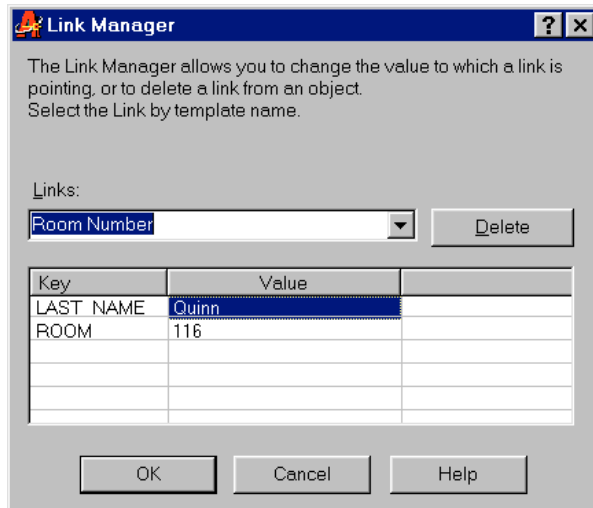 Link Manager
The Link Manager allows you to change the value to which a link is
pointing, or to delete a link from an object.
Select the Link by template name.
Links:
Room Number
Delete
Key Value
LAST_NAME Quinn
ROOM 116
OK Cancel Help